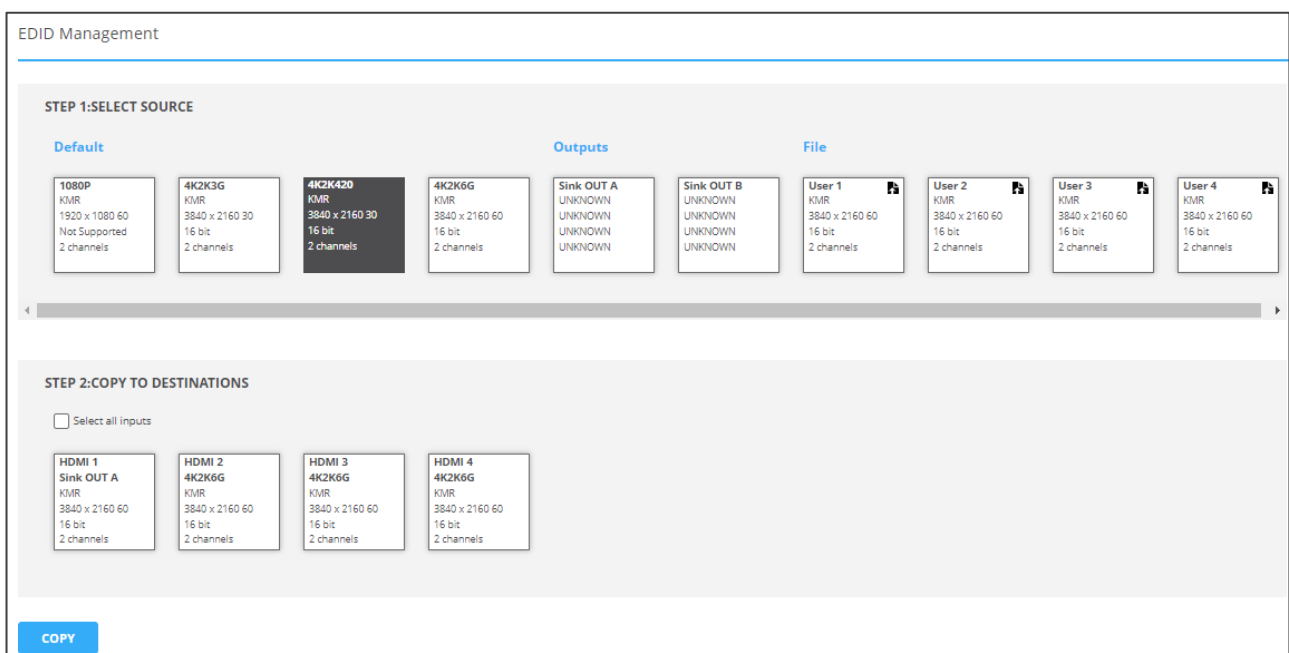 EDID Management
STEP 1:SELECT SOURCE
Default
Outputs
File
1080P
KMR
1920 x 1080 60
Not Supported
2 channels
4K2K3G
KMR
3840 x 2160 30
16 bit
2 channels
4K2K420
KMR
3840 x 2160 30
16 bit
2 channels
4K2K6G
KMR
3840 x 2160 60
16 bit
2 channels
Sink OUT A
UNKNOWN
UNKNOWN
UNKNOWN
UNKNOWN
Sink OUT B
UNKNOWN
UNKNOWN
UNKNOWN
UNKNOWN
User 1
KMR
3840 x 2160 60
16 bit
2 channels
User 2
KMR
3840 x 2160 60
16 bit
2 channels
User 3
KMR
3840 x 2160 60
16 bit
2 channels
User 4
KMR
3840 x 2160 60
16 bit
2 channels
STEP 2:COPY TO DESTINATIONS
Select all inputs
HDMI 1
Sink OUT A
KMR
3840 x 2160 60
16 bit
2 channels
HDMI 2
4K2K6G
KMR
3840 x 2160 60
16 bit
2 channels
HDMI 3
4K2K6G
KMR
3840 x 2160 60
16 bit
2 channels
HDMI 4
4K2K6G
KMR
3840 x 2160 60
16 bit
2 channels
COPY